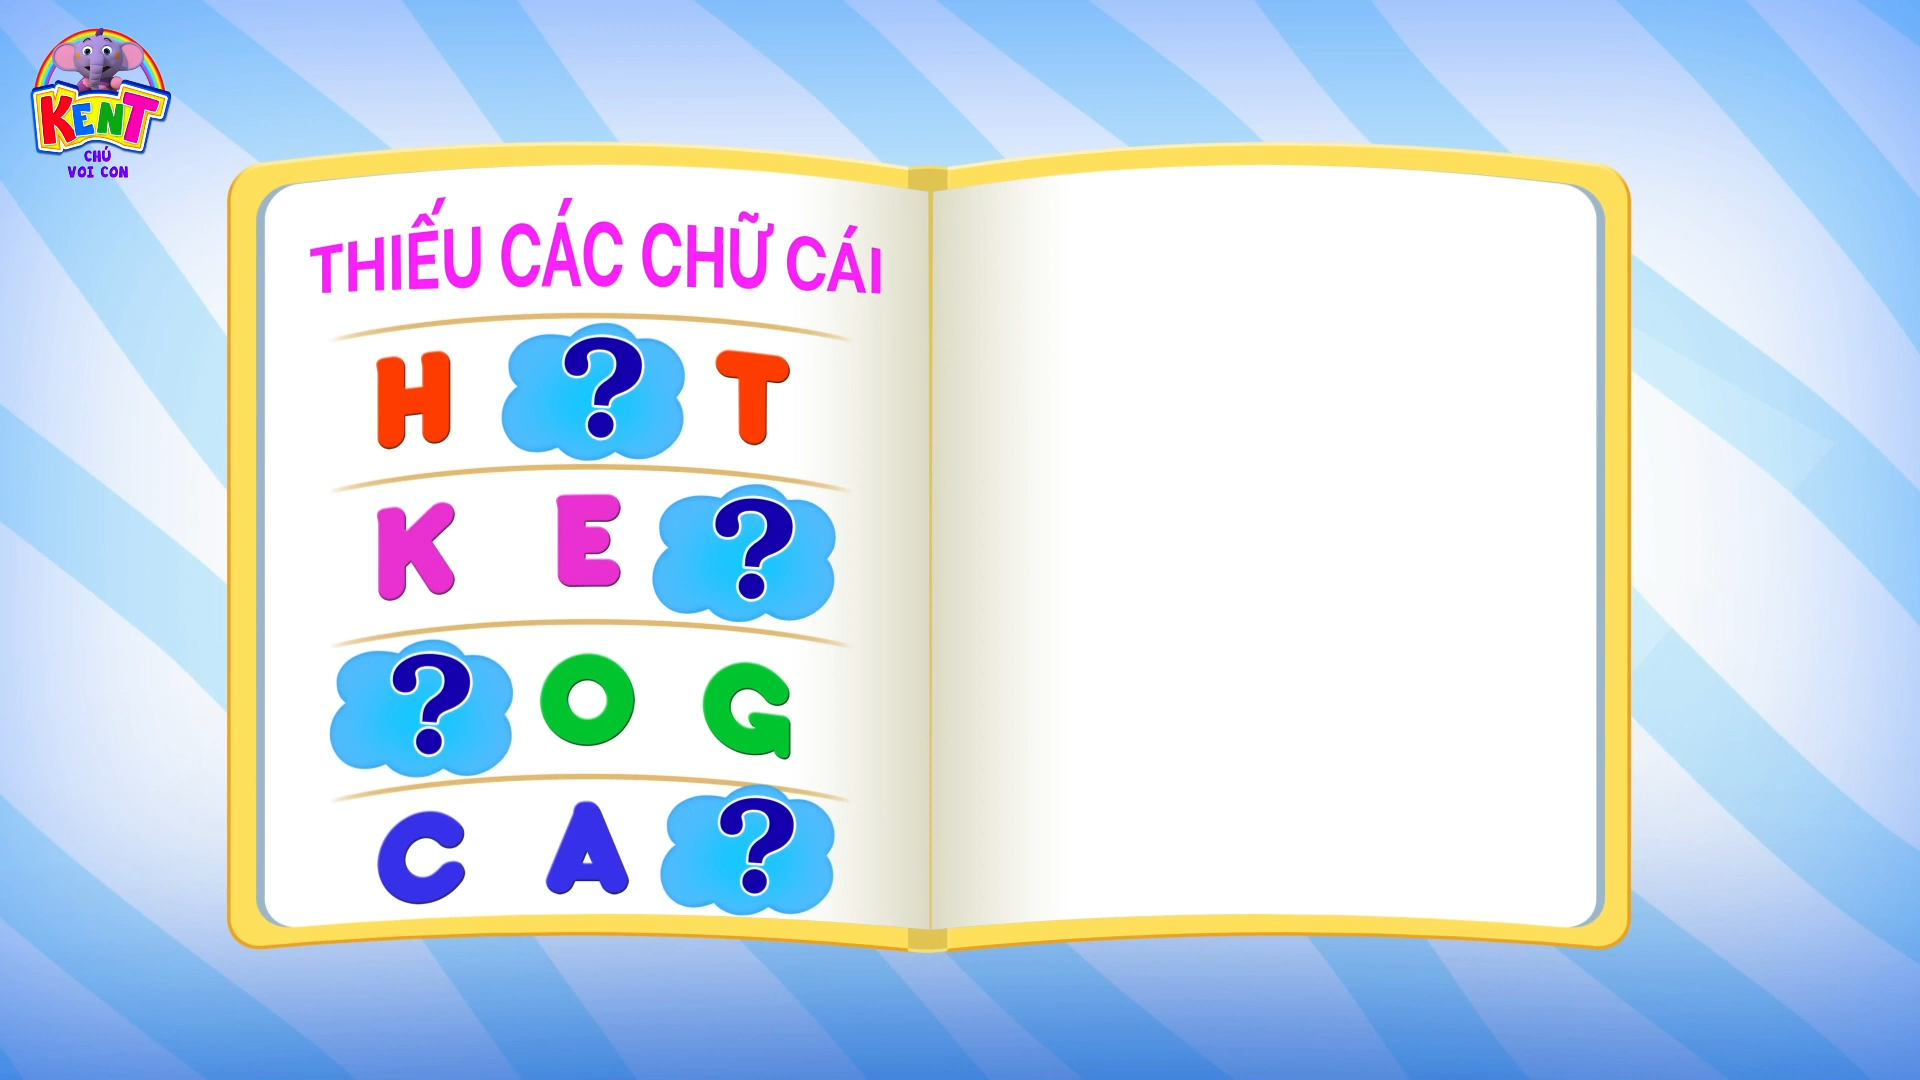 KENT
CHÚ
VOI CON
THIẾU CÁC CHỮ CÁI
H ? T
K E ?
? O G
C A ?